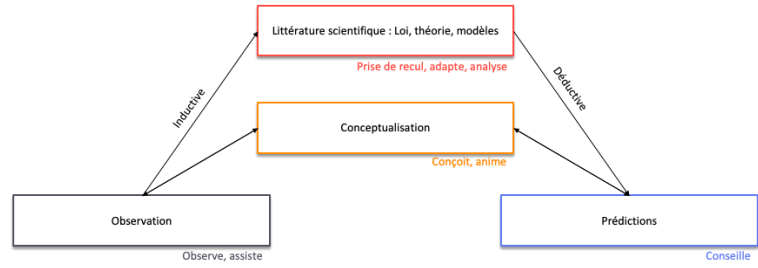 Littérature scientifique : Loi, théorie, modèles
Prise de recul, adapte, analyse
Inductive
Déductive
Conceptualisation
Conçoit, anime
Observation
Prédictions
Observe, assiste
Conseille